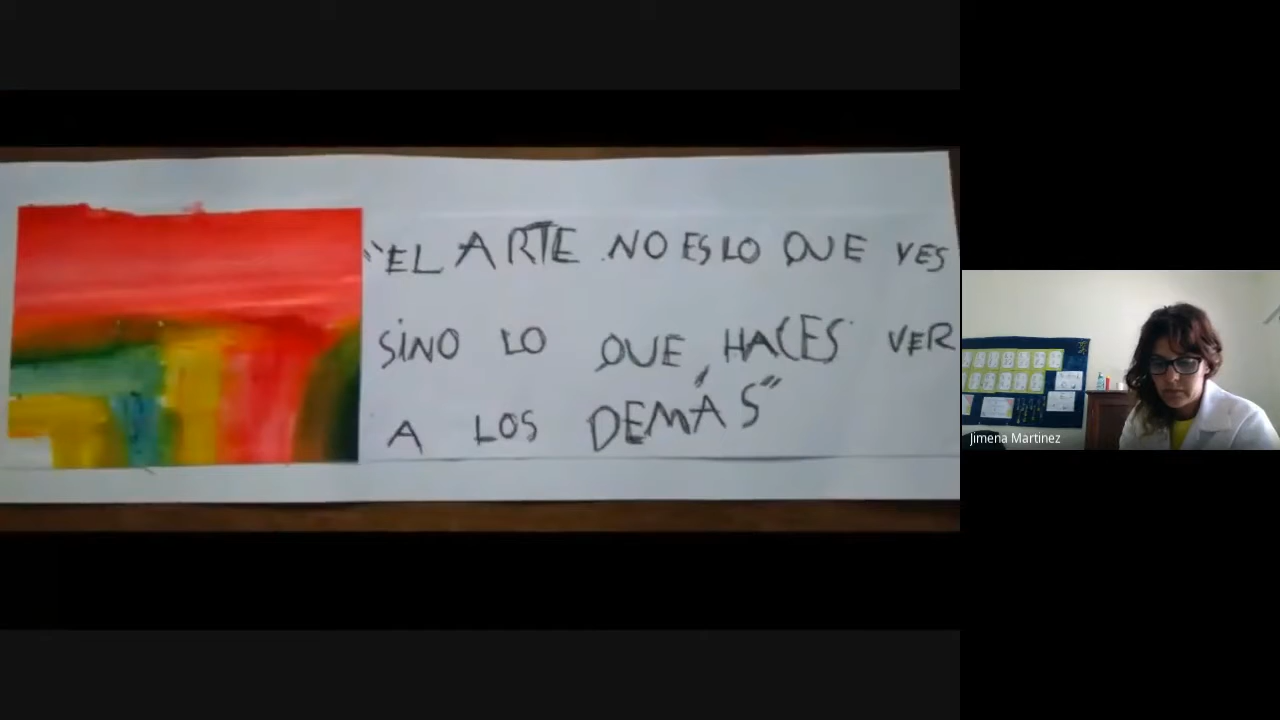 "EL ARTE NO ES LO QUE VES
SINO LO QUE HACES VER
A LOS DEMÁS"
Jimena Martinez